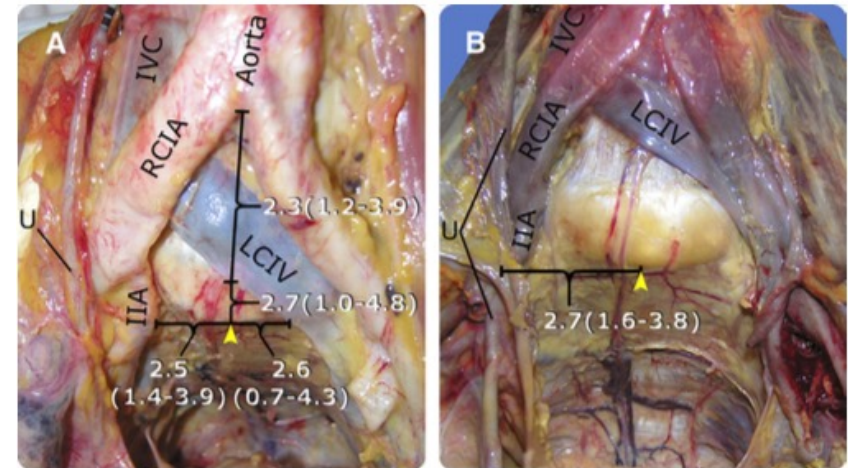 A
IVC
Aorta
RCIA
U
2.3(1.2-3.9)
LCIV
IIA
2.7(1.0-4.8)
2.5
2.6
(1.4-3.9)
(0.7-4.3)
B
IVC
RCIA
LCIV
U
IIA
2.7(1.6-3.8)